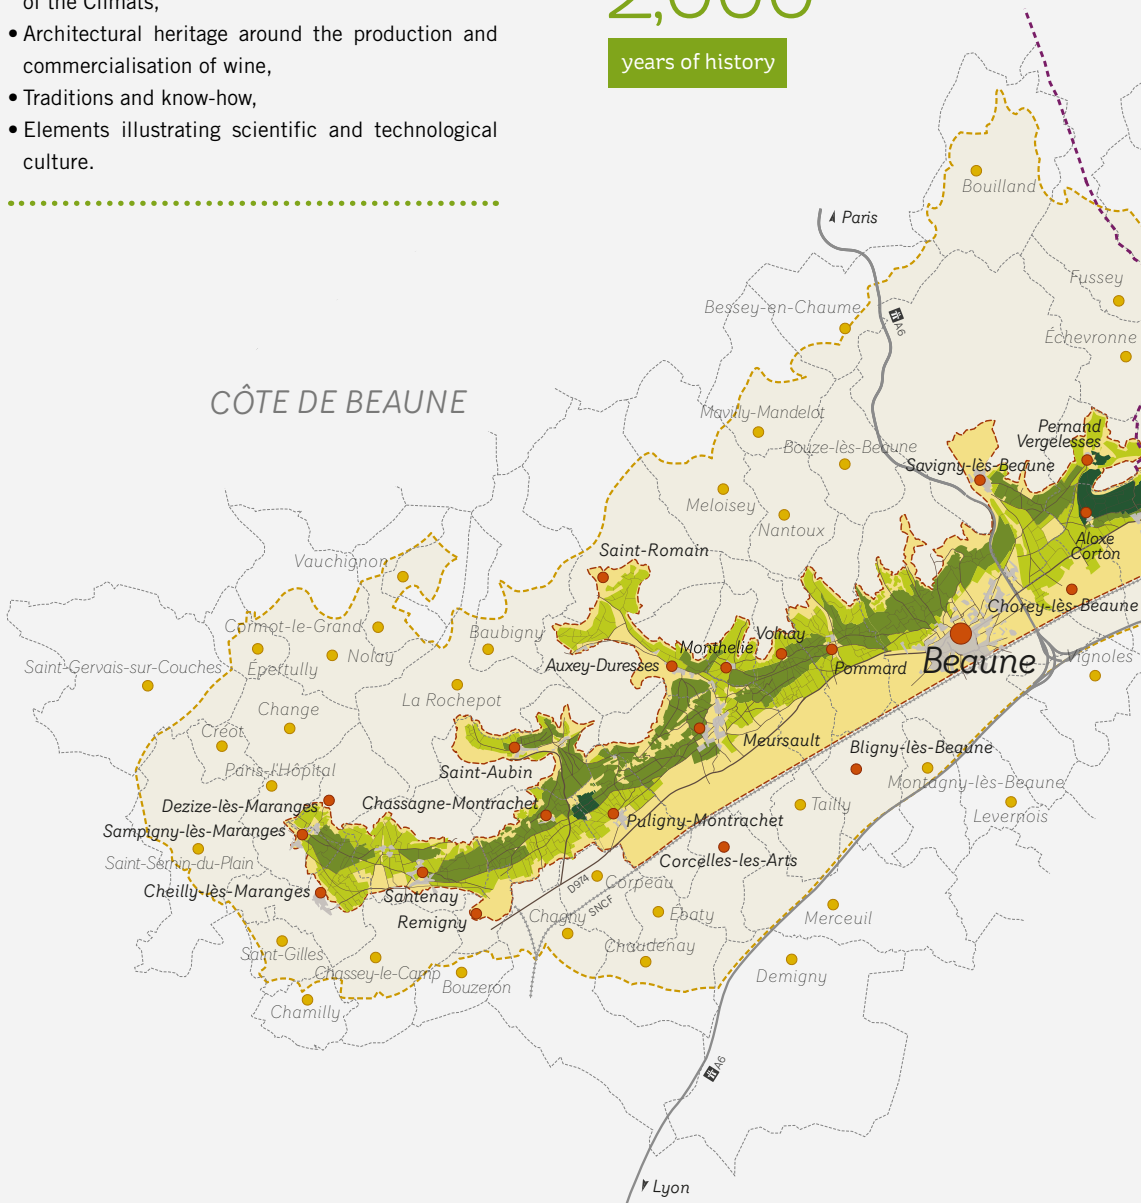 of the Climats,
• Architectural heritage around the production and
commercialisation of wine,
• Traditions and know-how,
• Elements illustrating scientific and technological
culture.
2,000
years of history
Bouilland
Paris
Fussey
Bessey-en-Chaume
A6
Échevronne
CÔTE DE BEAUNE
Mavilly-Mandelot
Pernand
Vergelesses
Bouze-lès-Beaune
Savigny-lès-Beaune
Meloisey
Nantoux
Aloxe
Corton
Saint-Romain
Vauchignon
Chorey-lès-Beaune
Cormot-le-Grand
Baubigny
Volnay
Monthelie
Nolay
Saint-Gervais-sur-Couches
Épertully
Auxey-Duresses
Pommard
Beaune
Vignoles
La Rochepot
Change
Créot
Meursault
Bligny-lès-Beaune
Paris-l'Hôpital
Saint-Aubin
Montagny-lès-Beaune
Dezize-lès-Maranges
Chassagne-Montrachet
Tailly
Levernois
Sampigny-lès-Maranges
Puligny-Montrachet
Saint-Sernin-du-Plain
Corcelles-les-Arts
Cheilly-lès-Maranges
Santenay
D974
Corpeau
SNCF
Remigny
Chagny
Ébaty
Merceuil
Saint-Gilles
Chaudenay
Chassey-le-Camp
Bouzeron
Demigny
Chamilly
A6
Lyon